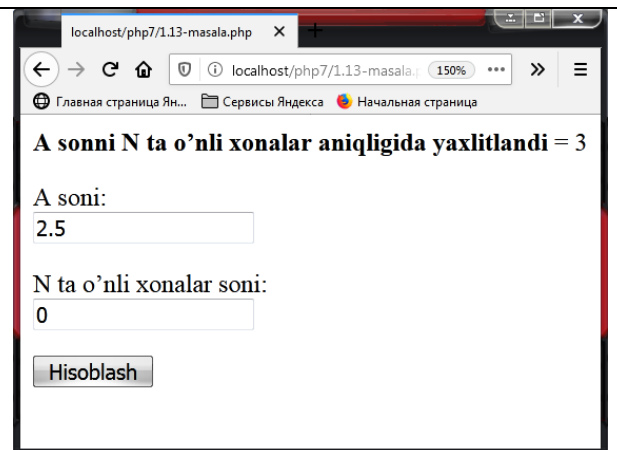 localhost/php7/1.13-masala.php
localhost/php7/1.13-masala. 150%
Главная страница Ян... Сервисы Яндекса Начальная страница
A sonni N ta o’nli xonalar aniqligida yaxlitlandi = 3
A soni:
2.5
N ta o’nli xonalar soni:
0
Hisoblash